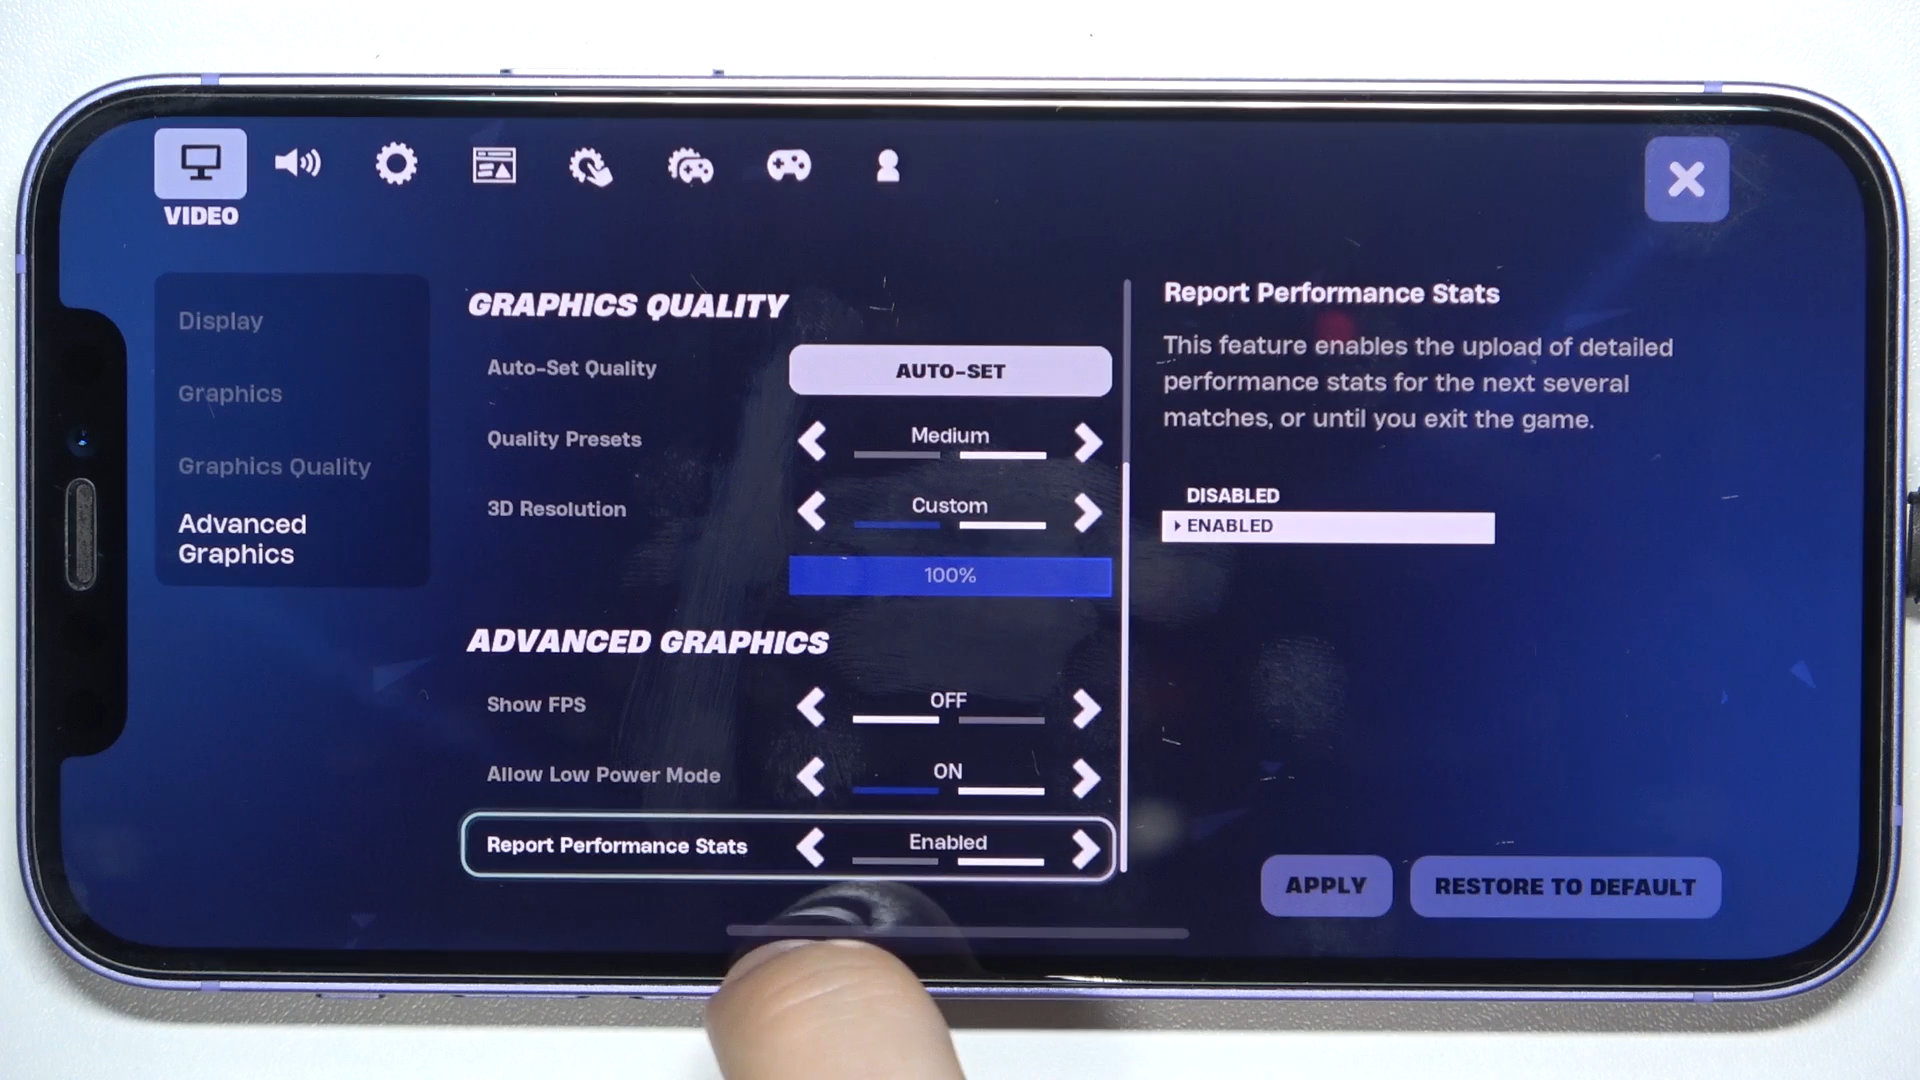 VIDEO
Display
Graphics
Graphics Quality
Advanced
Graphics
GRAPHICS QUALITY
Auto-Set Quality
AUTO-SET
Quality Presets
Medium
3D Resolution
Custom
100%
ADVANCED GRAPHICS
Show FPS
OFF
Allow Low Power Mode
ON
Report Performance Stats
Enabled
Report Performance Stats
This feature enables the upload of detailed
performance stats for the next several
matches, or until you exit the game.
DISABLED
ENABLED
APPLY
RESTORE TO DEFAULT